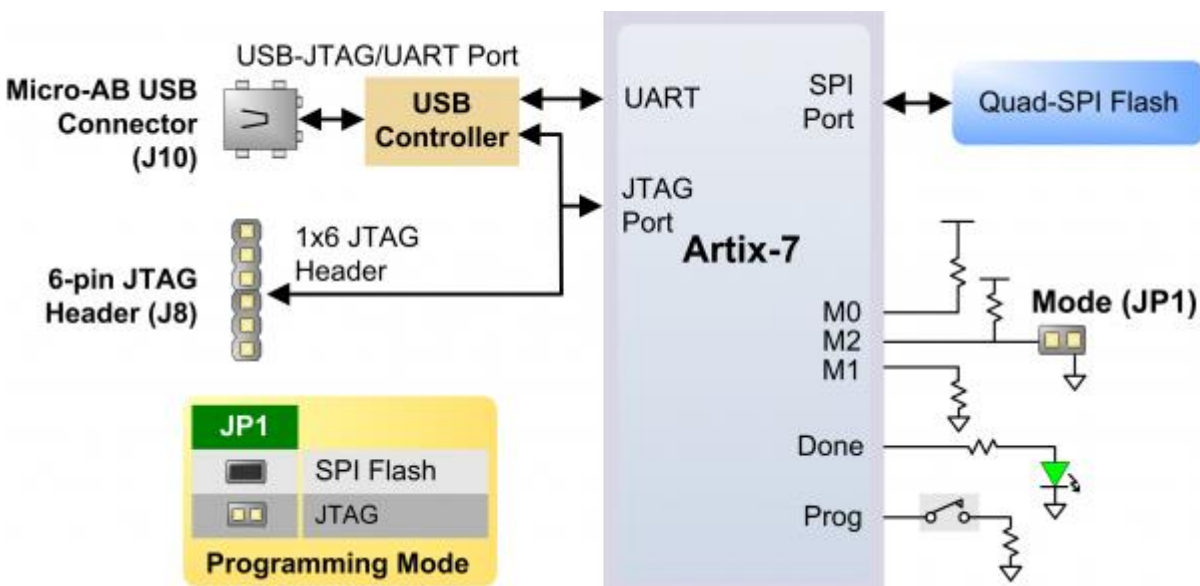 USB-JTAG/UART Port
Micro-AB USB
Connector
(J10)
USB
Controller
UART
SPI
Port
Quad-SPI Flash
JTAG
Port
Artix-7
1x6 JTAG
Header
6-pin JTAG
Header (J8)
M0
M2
M1
Mode (JP1)
Done
Prog
JP1
SPI Flash
JTAG
Programming Mode